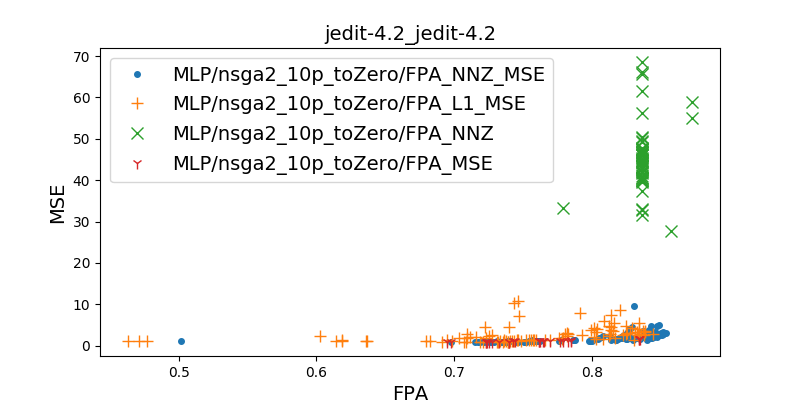 jedit-4.2_jedit-4.2
MLP/nsga2_10p_toZero/FPA_NNZ_MSE
MLP/nsga2_10p_toZero/FPA_L1_MSE
MLP/nsga2_10p_toZero/FPA_NNZ
MLP/nsga2_10p_toZero/FPA_MSE
MSE
70
60
50
40
30
20
10
0
0.5 0.6 0.7 0.8
FPA